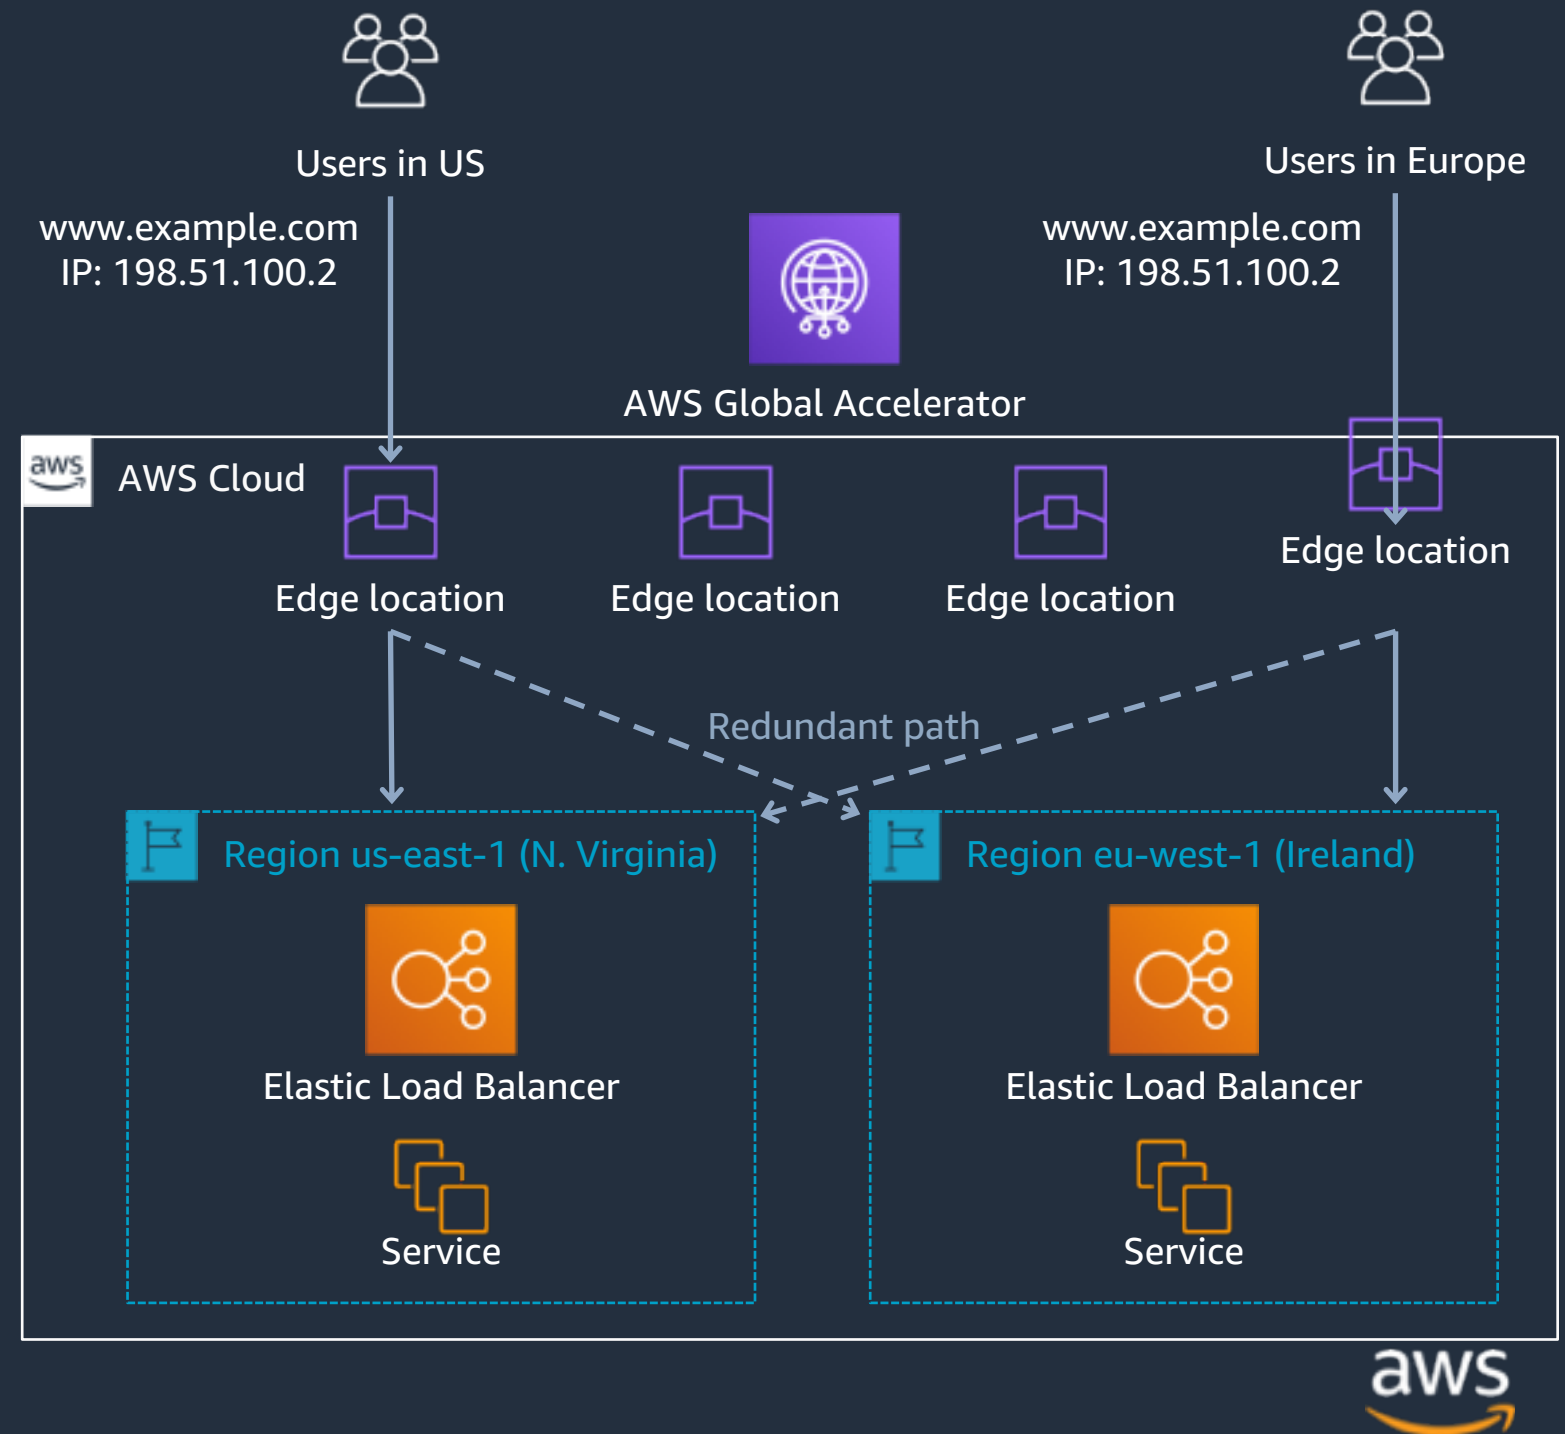 Users in US
www.example.com
IP: 198.51.100.2
Users in Europe
www.example.com
IP: 198.51.100.2
AWS Global Accelerator
aws
AWS Cloud
Edge location
Edge location
Edge location
Edge location
Redundant path
Region us-east-1 (N. Virginia)
Elastic Load Balancer
Service
Region eu-west-1 (Ireland)
Elastic Load Balancer
Service
aws